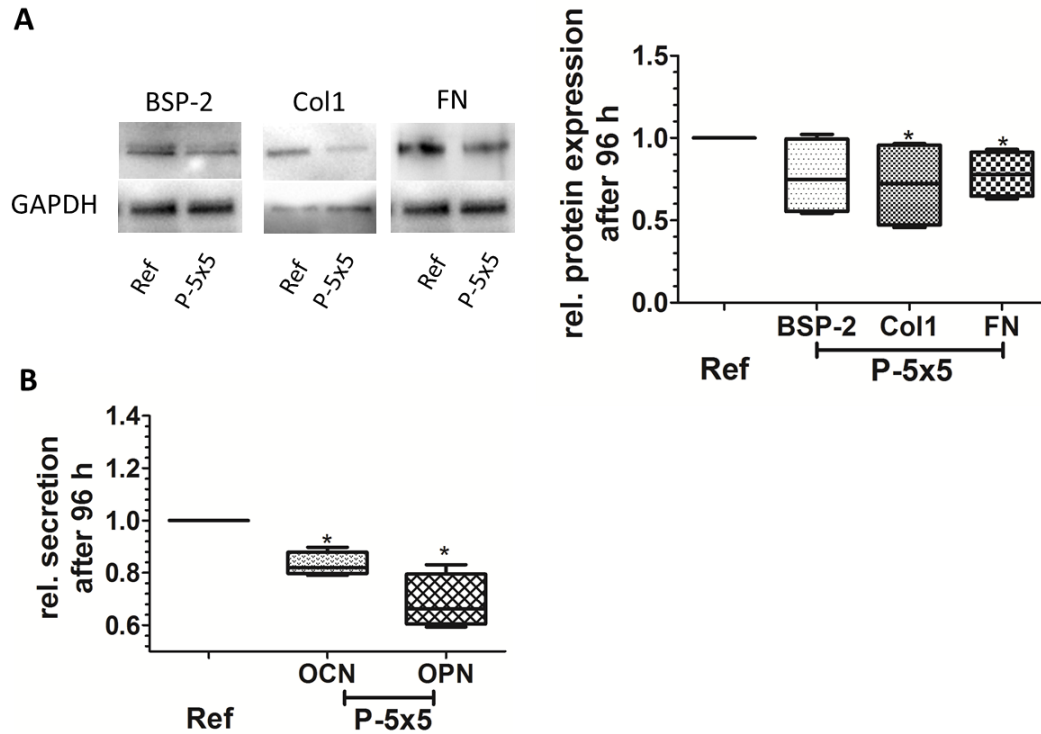 A
BSP-2 Col1 FN
GAPDH
Ref P-5x5 Ref P-5x5 Ref P-5x5
rel. protein expression
after 96 h
1.5
1.0
0.5
0.0
* *
BSP-2 Col1 FN
Ref P-5x5
B
rel. secretion
after 96 h
1.4
1.2
1.0
0.8
0.6
* *
OCN OPN
Ref P-5x5